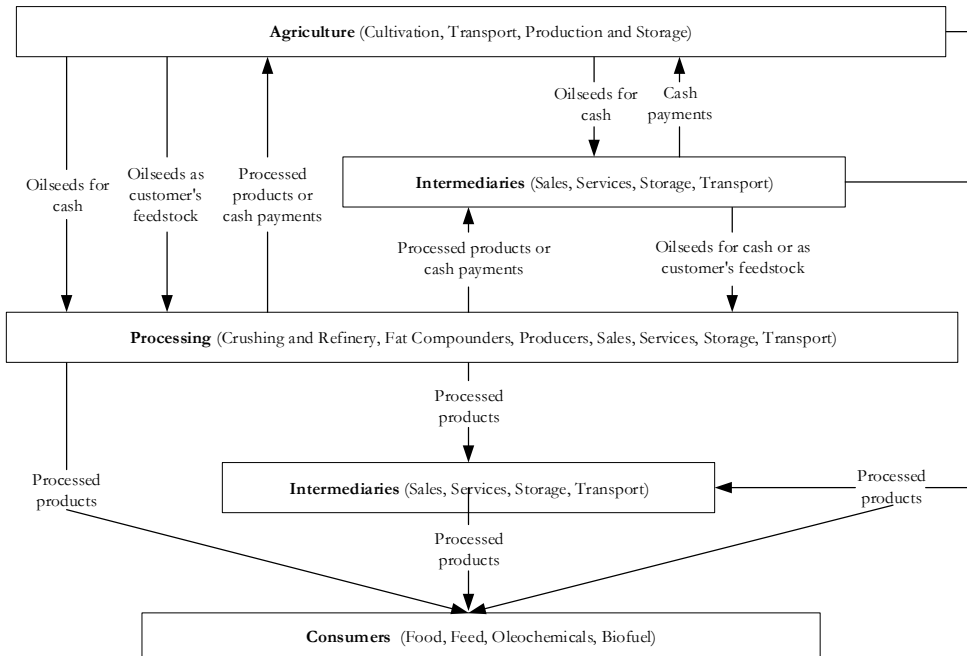 Agriculture (Cultivation, Transport, Production and Storage)
Oilseeds for
cash
Oilseeds as
customer's
feedstock
Processed
products or
cash payments
Oilseeds for
cash
Cash
payments
Intermediaries (Sales, Services, Storage, Transport)
Processed products or
cash payments
Oilseeds for cash or as
customer's feedstock
Processing (Crushing and Refinery, Fat Compounders, Producers, Sales, Services, Storage, Transport)
Processed
products
Processed
products
Intermediaries (Sales, Services, Storage, Transport)
Processed
products
Processed
products
Consumers (Food, Feed, Oleochemicals, Biofuel)